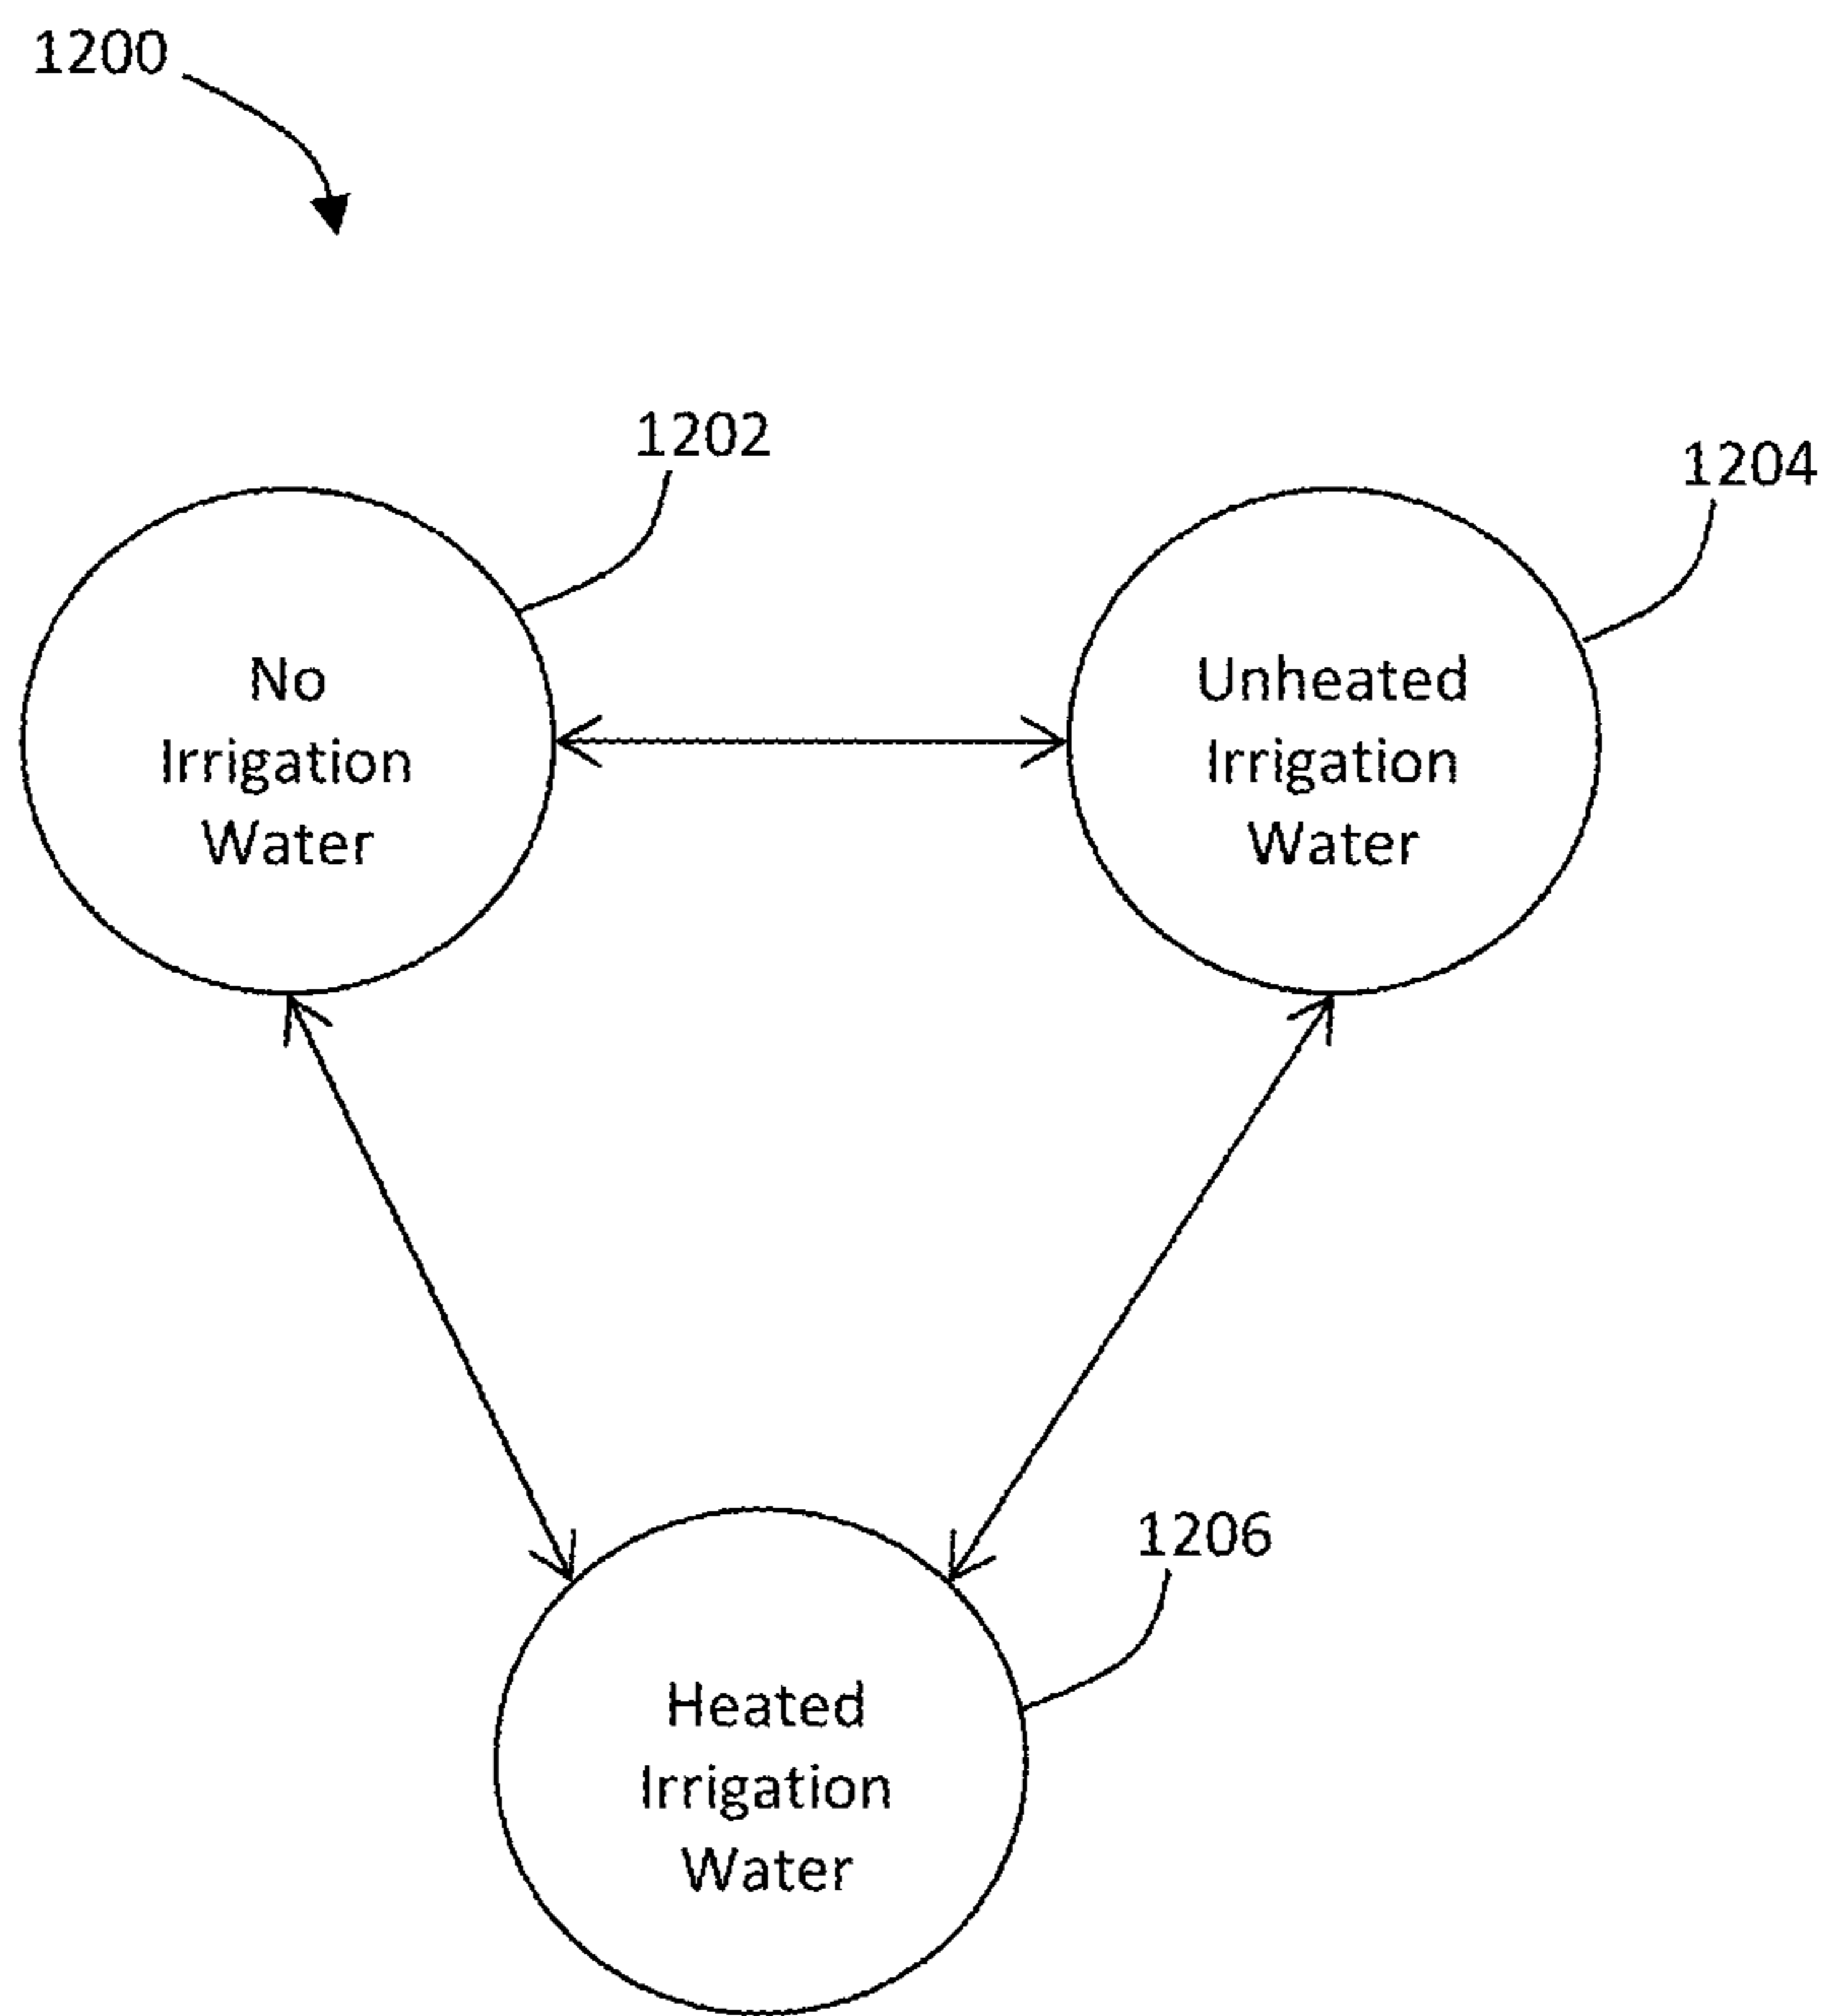 1200
1202
1204
No
Irrigation
Water
Unheated
Irrigation
Water
1206
Heated
Irrigation
Water